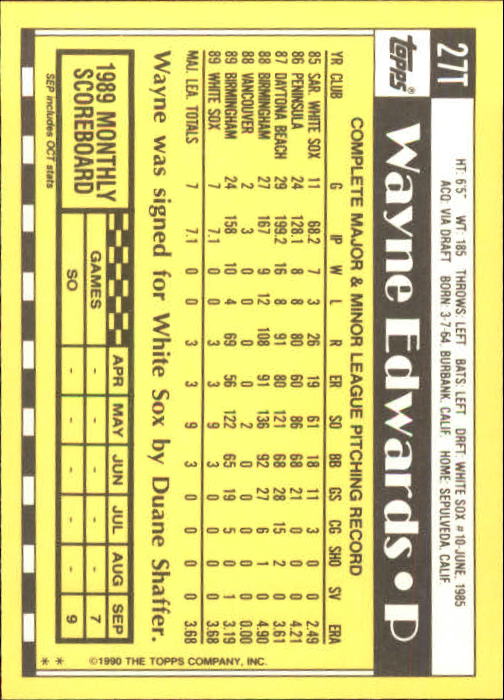 27T
topps®
Wayne Edwards • P
HT: 6'5" WT: 185 THROWS: LEFT BATS: LEFT DRFT: WHITE SOX #10-JUNE, 1985
ACQ: VIA DRAFT BORN: 3-7-64, BURBANK, CALIF. HOME: SEPULVEDA, CALIF.
COMPLETE MAJOR & MINOR LEAGUE PITCHING RECORD
YR CLUB G IP W L R ER SO BB GS CG SHO SV ERA
85 SAR. WHITE SOX 11 68.2 7 3 26 19 61 18 11 3 0 0 2.49
86 PENINSULA 24 128.1 8 8 80 60 86 68 21 0 0 0 4.21
87 DAYTONA BEACH 29 199.2 16 8 91 80 121 68 28 15 2 0 3.61
88 BIRMINGHAM 27 167 9 12 108 91 136 92 27 6 1 0 4.90
88 VANCOUVER 2 3 0 0 0 0 2 0 0 0 0 0 0.00
89 BIRMINGHAM 24 158 10 4 69 56 122 65 19 5 0 1 3.19
89 WHITE SOX 7 7.1 0 0 3 3 9 3 0 0 0 0 3.68
MAJ. LEA. TOTALS 7 7.1 0 0 3 3 9 3 0 0 0 0 3.68
Wayne was signed for White Sox by Duane Shaffer.
1989 MONTHLY
SCOREBOARD
APR MAY JUN JUL AUG SEP
GAMES - - - - - 7
SO - - - - - 9
SEP includes OCT stats
* * ©1990 THE TOPPS COMPANY, INC.